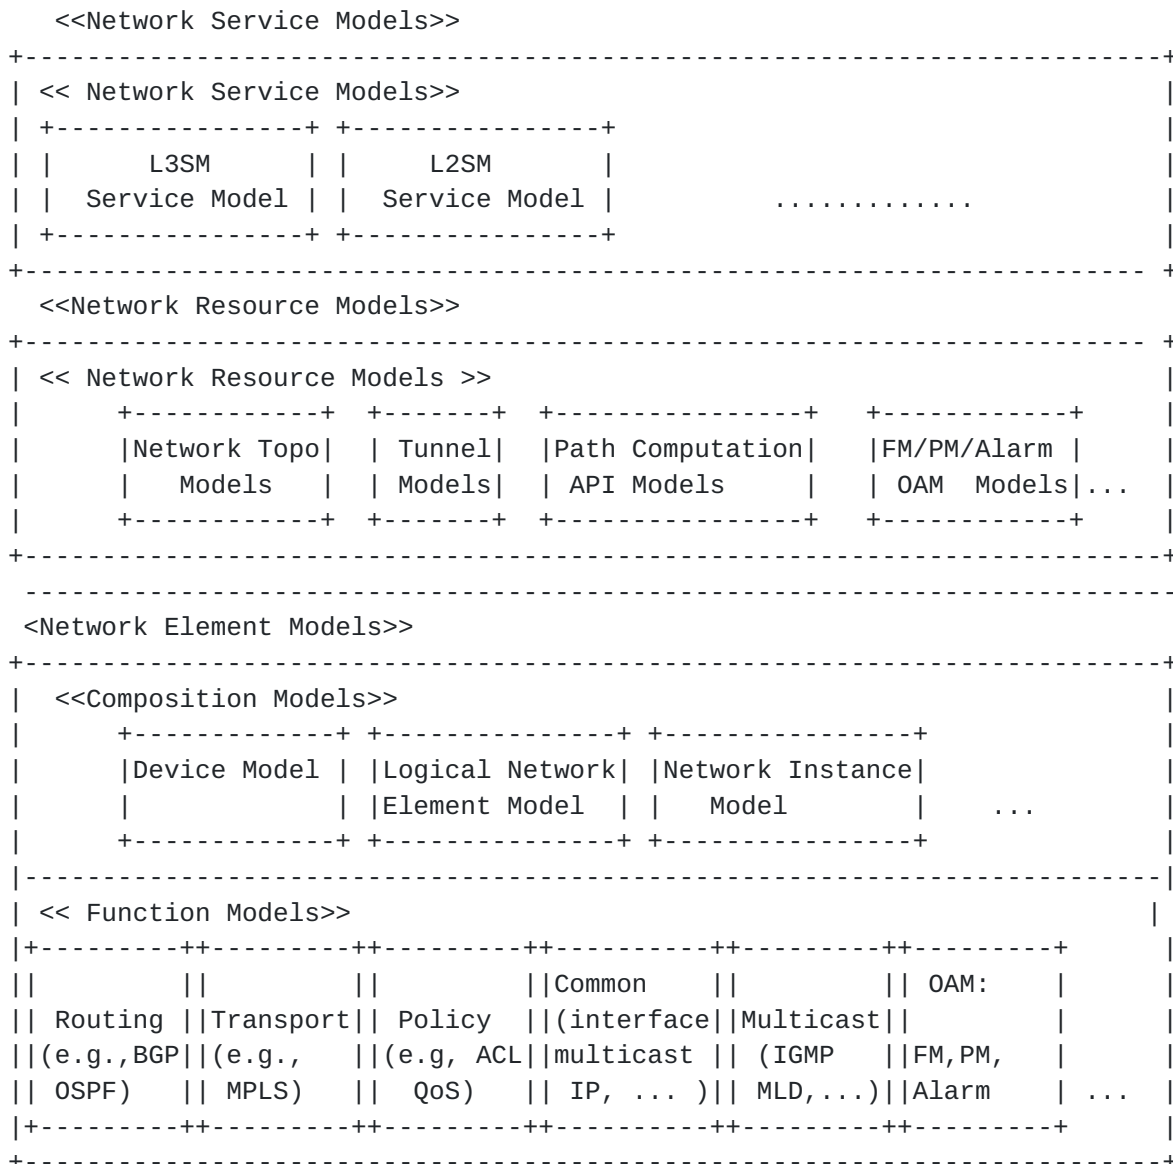 <<Network Service Models>>
+-------------------------------------------------------------------------+
| << Network Service Models>>                                             |
| +----------------+ +----------------+                                   |
| |      L3SM      | |     L2SM       |                                   |
| |  Service Model | |  Service Model |          .............            |
| +----------------+ +----------------+                                   |
+------------------------------------------------------------------------ +
  <<Network Resource Models>>
+------------------------------------------------------------------------ +
| << Network Resource Models >>                                           |
|      +------------+  +-------+  +----------------+   +------------+     |
|      |Network Topo|  | Tunnel|  |Path Computation|   |FM/PM/Alarm |     |
|      |   Models   |  | Models|  | API Models     |   | OAM  Models|...  |
|      +------------+  +-------+  +----------------+   +------------+     |
+-------------------------------------------------------------------------+
 --------------------------------------------------------------------------
 <Network Element Models>>
+-------------------------------------------------------------------------+
|  <<Composition Models>>                                                 |
|      +-------------+ +---------------+ +----------------+               |
|      |Device Model | |Logical Network| |Network Instance|               |
|      |             | |Element Model  | |   Model        |    ...        |
|      +-------------+ +---------------+ +----------------+               |
|-------------------------------------------------------------------------|
| << Function Models>>                                                   |
|+---------++---------++---------++----------++---------++---------+      |
||         ||         ||         ||Common    ||         || OAM:    |      |
|| Routing ||Transport|| Policy  ||(interface||Multicast||         |      |
||(e.g.,BGP||(e.g.,   ||(e.g, ACL||multicast || (IGMP   ||FM,PM,   |      |
|| OSPF)   || MPLS)   ||   QoS)  || IP, ... )|| MLD,...)||Alarm    | ...  |
|+---------++---------++---------++----------++---------++---------+      |
+-------------------------------------------------------------------------+